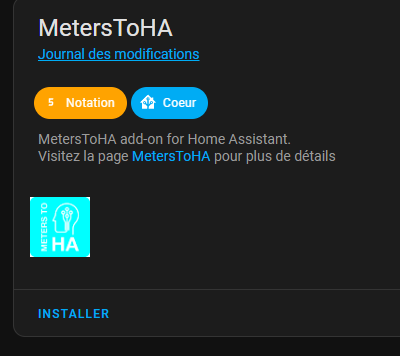 MetersToHA
Journal des modifications
5 Notation Coeur
MetersToHA add-on for Home Assistant.
Visitez la page MetersToHA pour plus de détails
METERS TO
HA
INSTALLER